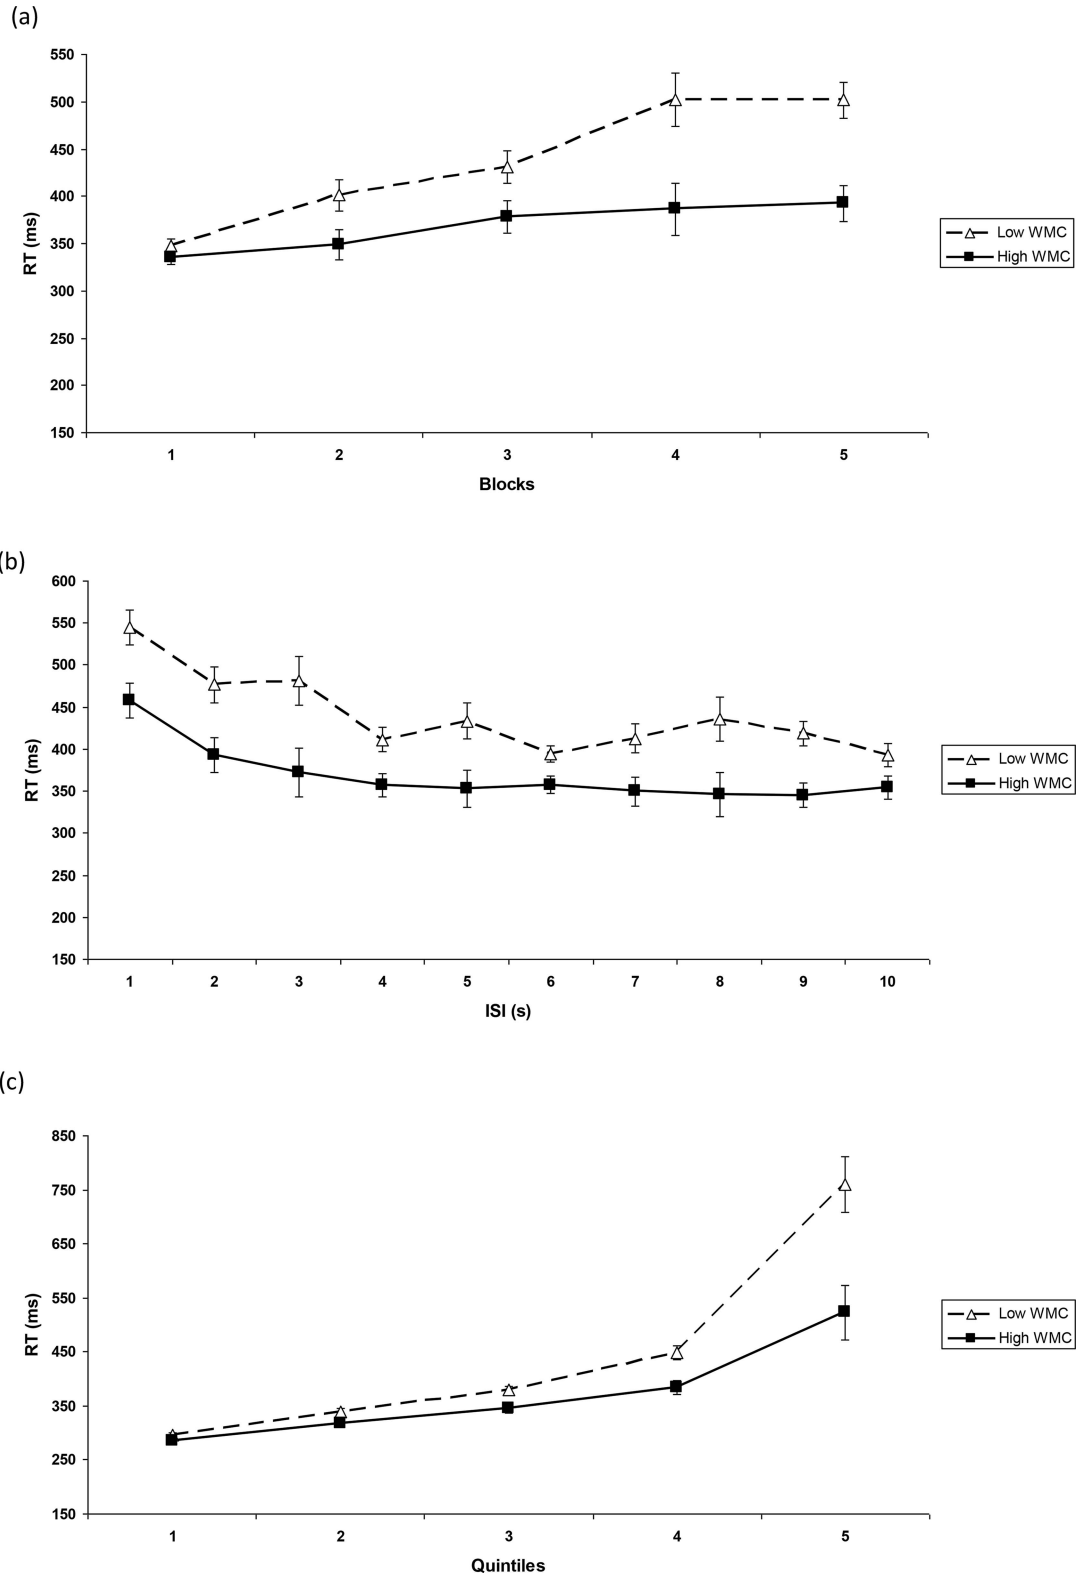 (a)
550
500
450
400
350
300
250
200
150
RT (ms)
1 2 3 4 5
Blocks
Low WMC
High WMC
(b)
600
550
500
450
400
350
300
250
200
150
RT (ms)
1 2 3 4 5 6 7 8 9 10
ISI (s)
Low WMC
High WMC
(c)
850
750
650
550
450
350
250
150
RT (ms)
1 2 3 4 5
Quintiles
Low WMC
High WMC